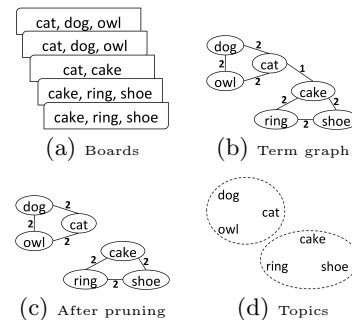 cat, dog, owl
cat, dog, owl
cat, cake
cake, ring, shoe
cake, ring, shoe
(a) Boards
dog
2
cat
2
owl
2
1
cake
2
2
ring
2
shoe
(b) Term graph
dog
2
cat
2
owl
2
cake
2
2
ring
2
shoe
(c) After pruning
dog
cat
owl
cake
ring
shoe
(d) Topics